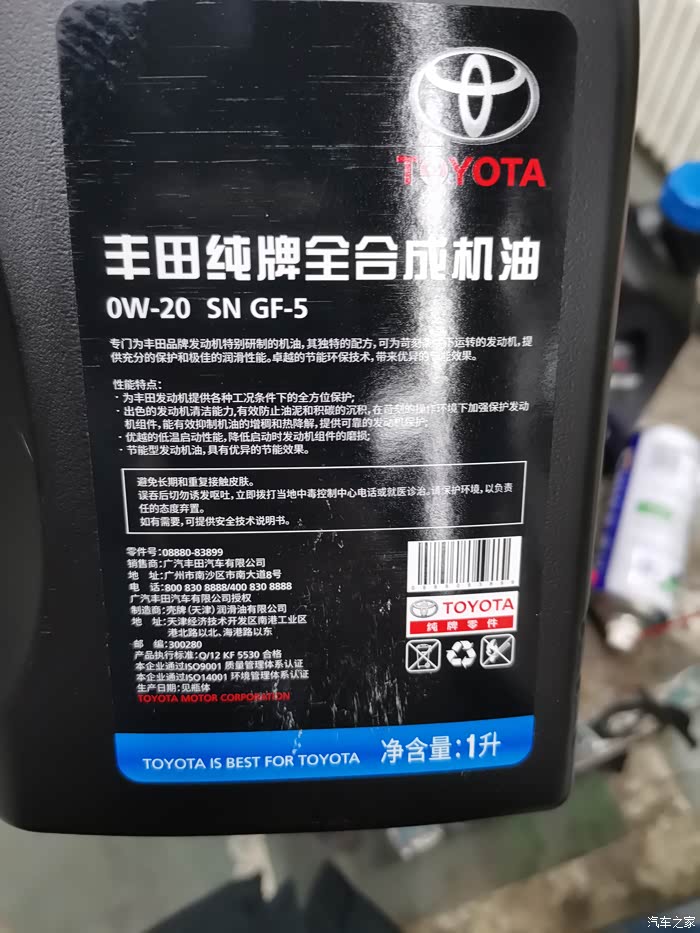 TOYOTA
丰田纯牌全合成机油
0W-20 SN GF-5
专门为丰田品牌发动机特别研制的机油，其独特的配方，可为苛刻条件下运转的发动机，提
供充分的保护和极佳的润滑性能。卓越的节能环保技术，带来优异的节能效果。
性能特点：
· 为丰田发动机提供各种工况条件下的全方位保护；
· 出色的发动机清洁能力，有效防止油泥和积碳的沉积，在苛刻的操作环境下加强保护发动
机组件，能有效抑制机油的增稠和热降解，提供可靠的发动机保护；
· 优越的低温启动性能，降低启动时发动机组件的磨损；
· 节能型发动机油，具有优异的节能效果。
避免长期和重复接触皮肤。
误吞后切勿诱发呕吐，立即拨打当地中毒控制中心电话或就医诊治。请保护环境，以负责
任的态度弃置。
如有需要，可提供安全技术说明书。
零件号：08880-83899
销售商：广汽丰田汽车有限公司
地 址：广州市南沙区市南大道8号
电 话：800 830 8888/400 830 8888
广汽丰田汽车有限公司授权
制造商：壳牌（天津）润滑油有限公司
地 址：天津经济技术开发区南港工业区
港北路以北、海港路以东
邮 编：300280
产品执行标准：Q/12 KF 5530 合格
本企业通过ISO9001 质量管理体系认证
本企业通过ISO14001 环境管理体系认证
生产日期：见瓶体
TOYOTA MOTOR CORPORATION
TOYOTA
纯牌零件
TOYOTA IS BEST FOR TOYOTA 净含量：1升
汽车之家